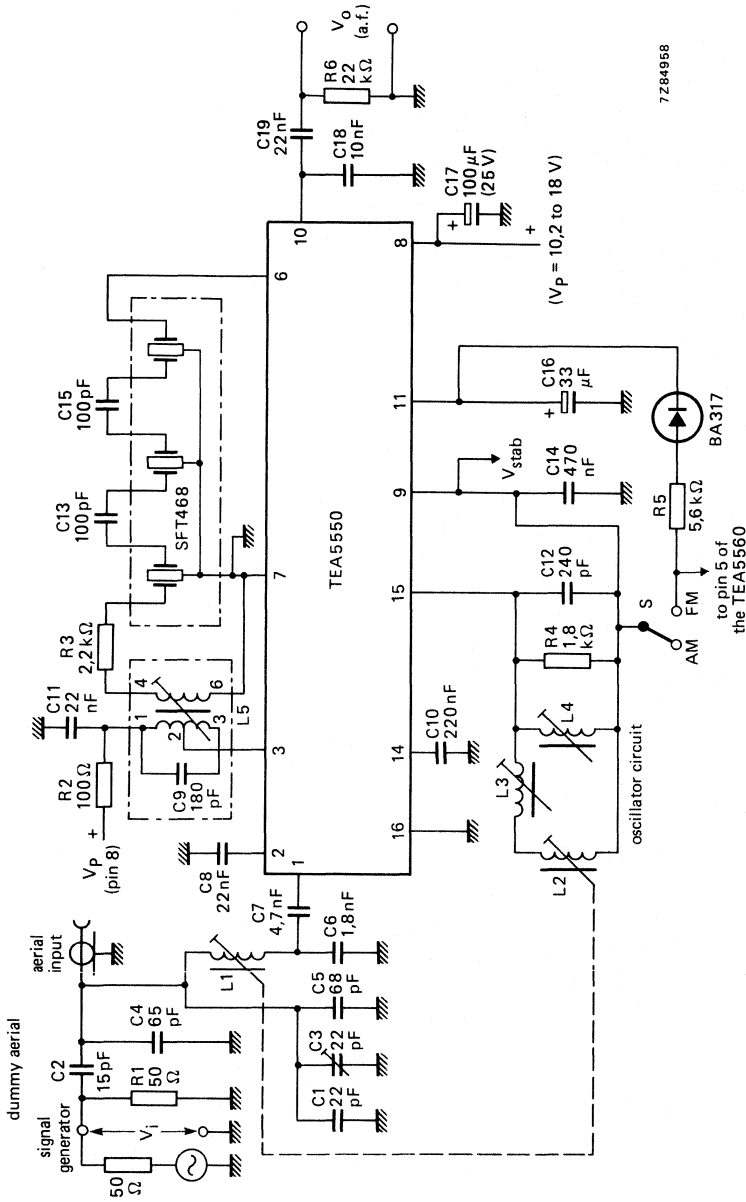 dummy aerial
signal
generator
50
Ω
Vi
R1
50
Ω
C2
15 pF
C4
65
pF
aerial
input
C1
22
pF
C3
22
pF
C5
68
pF
L1
C6
1,8nF
C7
4,7 nF
C8
22nF
VP
(pin 8)
+
R2
100Ω
C11
22
nF
C9
180
pF
1
2
3
4
6
L5
R3
2,2kΩ
SFT468
C13
100pF
C15
100pF
1
2
3
7
6
10
TEA5550
16
14
15
9
11
8
C19
22nF
C18
10nF
R6
22
kΩ
Vo
(a.f.)
C10
220nF
L2
L3
L4
oscillator circuit
R4
1,8
kΩ
C12
240
pF
S
AM
FM
to pin 5 of
the TEA5560
Vstab
C14
470
nF
C16
33
μF
+
R5
5,6 kΩ
BA317
C17
100μF
(25 V)
+
+
(VP = 10,2 to 18 V)
7Z84958